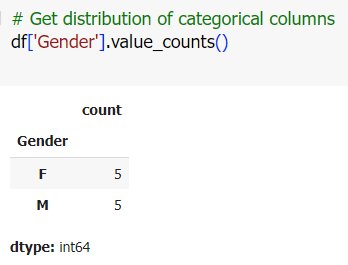 # Get distribution of categorical columns
df['Gender'].value_counts()
count
Gender
F 5
M 5
dtype: int64